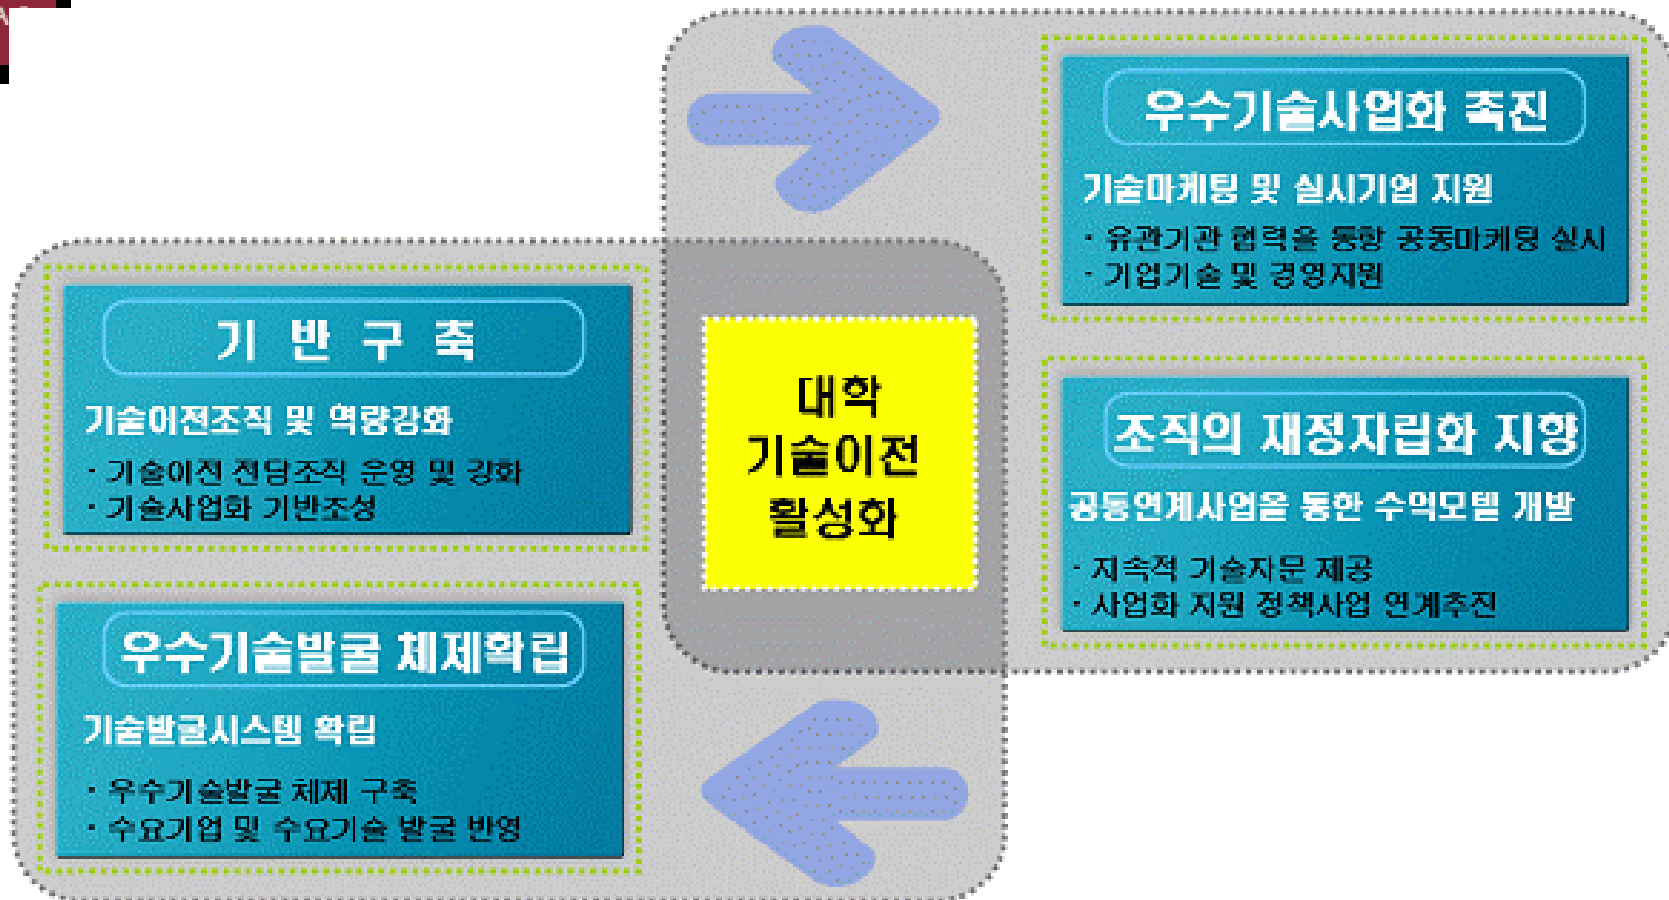 기 반 구 축
기술이전조직 및 역량강화
· 기술이전 전담조직 운영 및 강화
· 기술사업화 기반조성
우수기술발굴 체제확립
기술발굴시스템 확립
· 우수기술발굴 체제 구축
· 수요기업 및 수요기술 발굴 반영
대학
기술이전
활성화
우수기술사업화 촉진
기술마케팅 및 실시기업 지원
· 유관기관 협력을 통한 공동마케팅 실시
· 기업기술 및 경영지원
조직의 재정자립화 지향
공동연계사업을 통한 수익모델 개발
· 지속적 기술자문 제공
· 사업화 지원 정책사업 연계추진